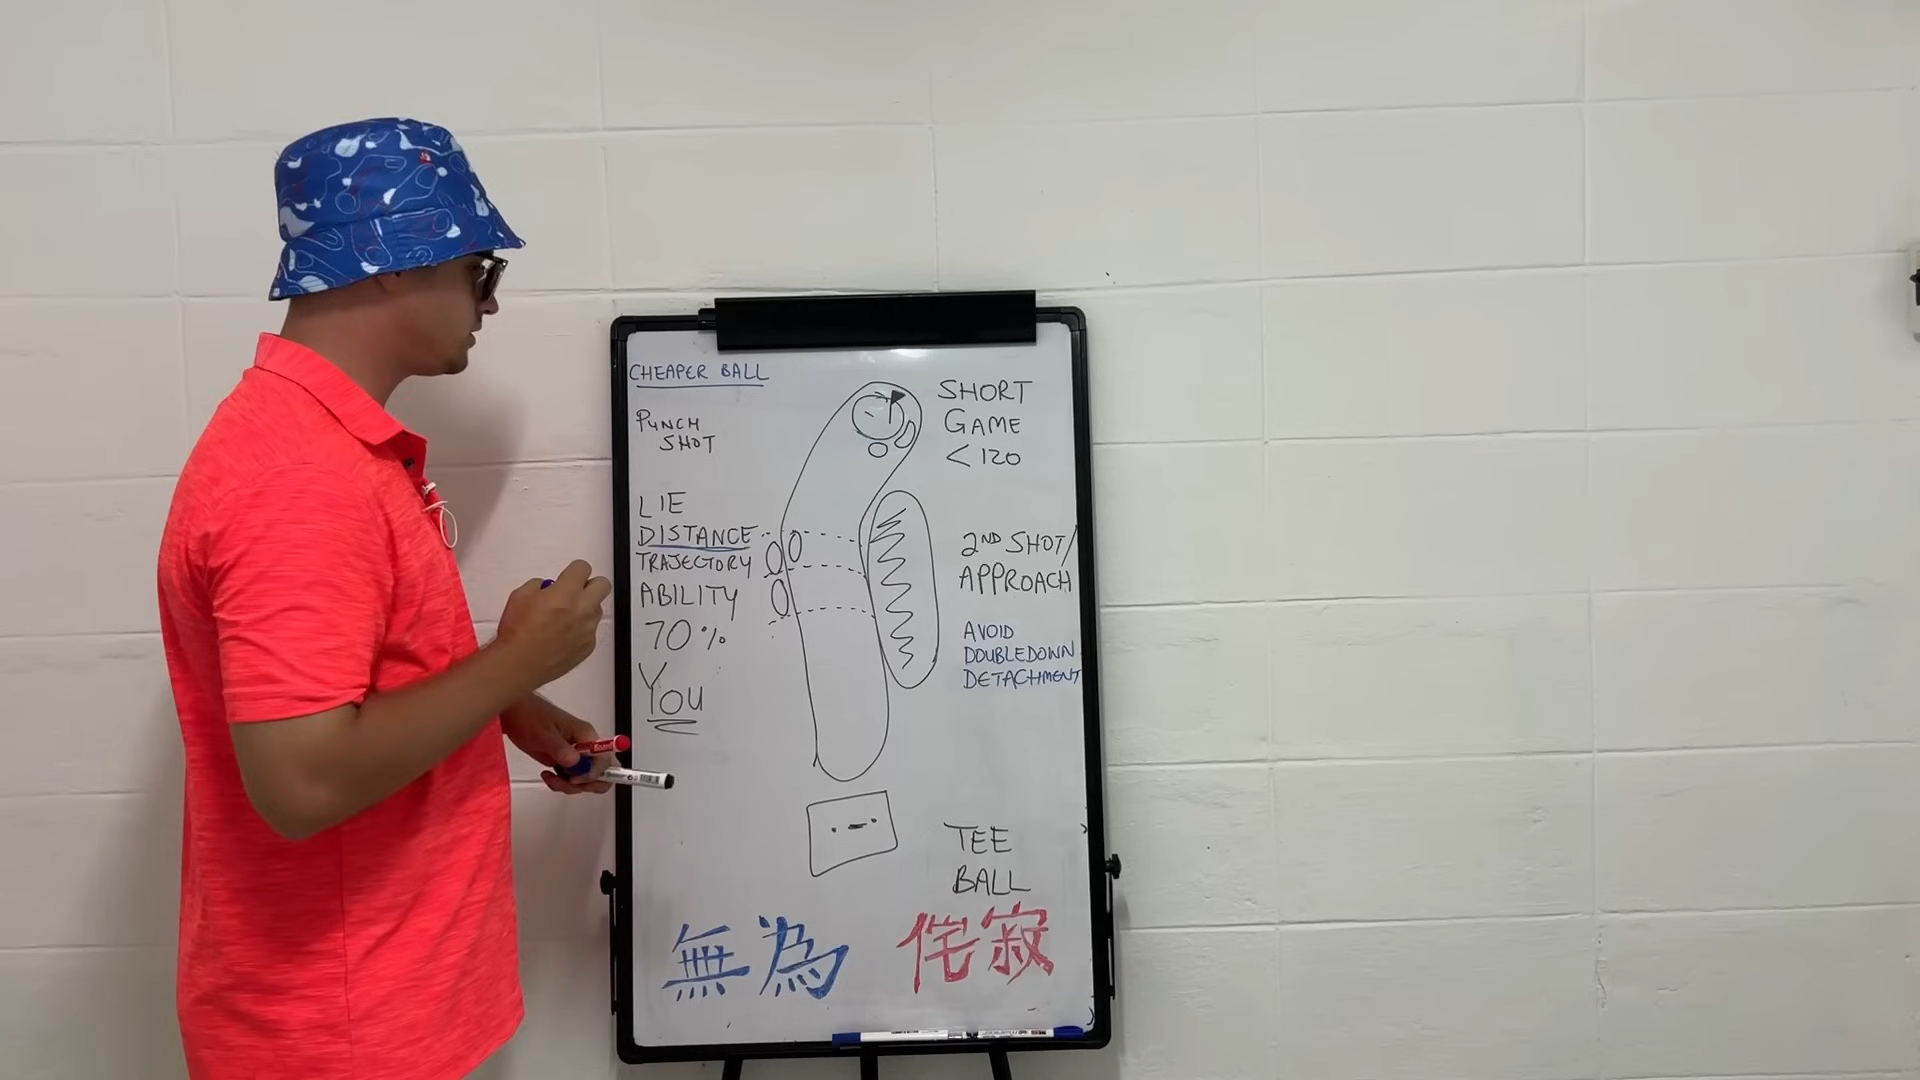 CHEAPER BALL
PUNCH
SHOT
LIE
DISTANCE
TRAJECTORY
ABILITY
70%
YOU
SHORT
GAME
<120
2ND SHOT/
APPROACH
AVOID
DOUBLEDOWN
DETACHMENT
TEE
BALL
無為 侘寂